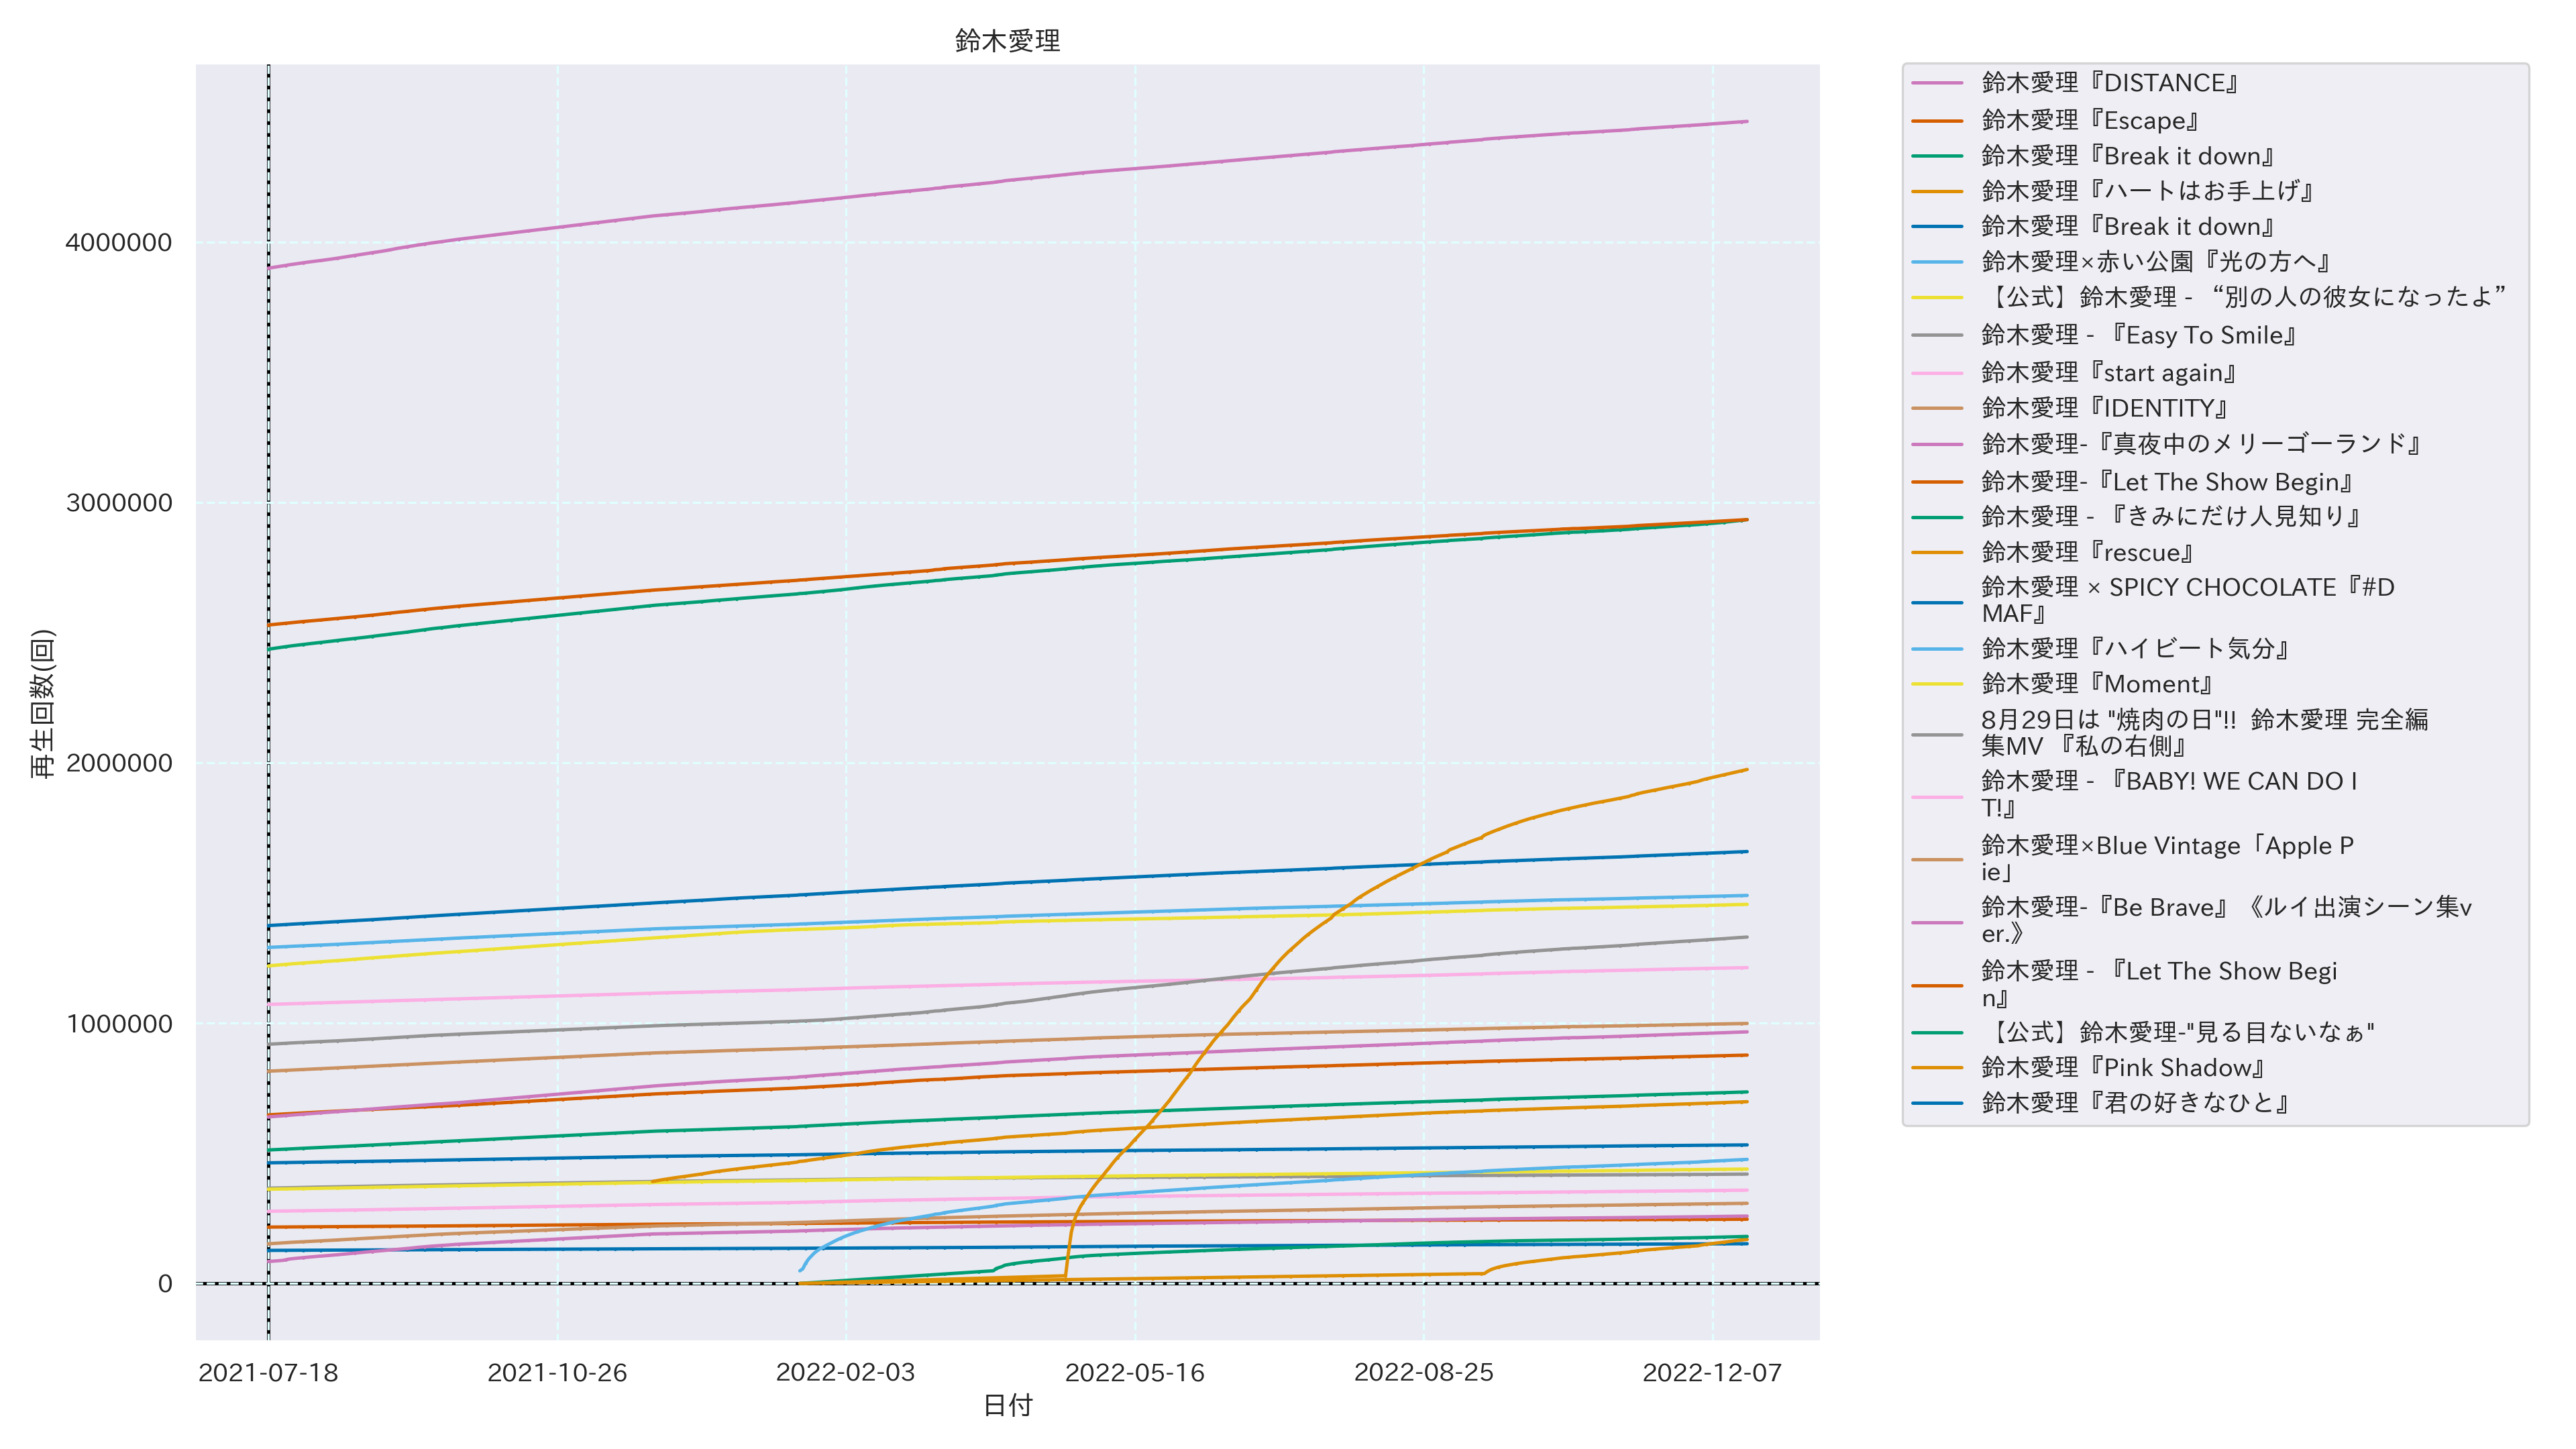 鈴木愛理
再生回数(回)
4000000
3000000
2000000
1000000
0
2021-07-18
2021-10-26
2022-02-03
2022-05-16
2022-08-25
2022-12-07
日付
鈴木愛理『DISTANCE』
鈴木愛理『Escape』
鈴木愛理『Break it down』
鈴木愛理『ハートはお手上げ』
鈴木愛理『Break it down』
鈴木愛理×赤い公園『光の方へ』
【公式】鈴木愛理 - “別の人の彼女になったよ”
鈴木愛理 - 『Easy To Smile』
鈴木愛理『start again』
鈴木愛理『IDENTITY』
鈴木愛理-『真夜中のメリーゴーランド』
鈴木愛理-『Let The Show Begin』
鈴木愛理 - 『きみにだけ人見知り』
鈴木愛理『rescue』
鈴木愛理 × SPICY CHOCOLATE『#D
MAF』
鈴木愛理『ハイビート気分』
鈴木愛理『Moment』
8月29日は "焼肉の日"!! 鈴木愛理 完全編
集MV 『私の右側』
鈴木愛理 - 『BABY! WE CAN DO I
T!』
鈴木愛理×Blue Vintage「Apple P
ie」
鈴木愛理-『Be Brave』《ルイ出演シーン集v
er.》
鈴木愛理 - 『Let The Show Begi
n』
【公式】鈴木愛理-"見る目ないなぁ"
鈴木愛理『Pink Shadow』
鈴木愛理『君の好きなひと』